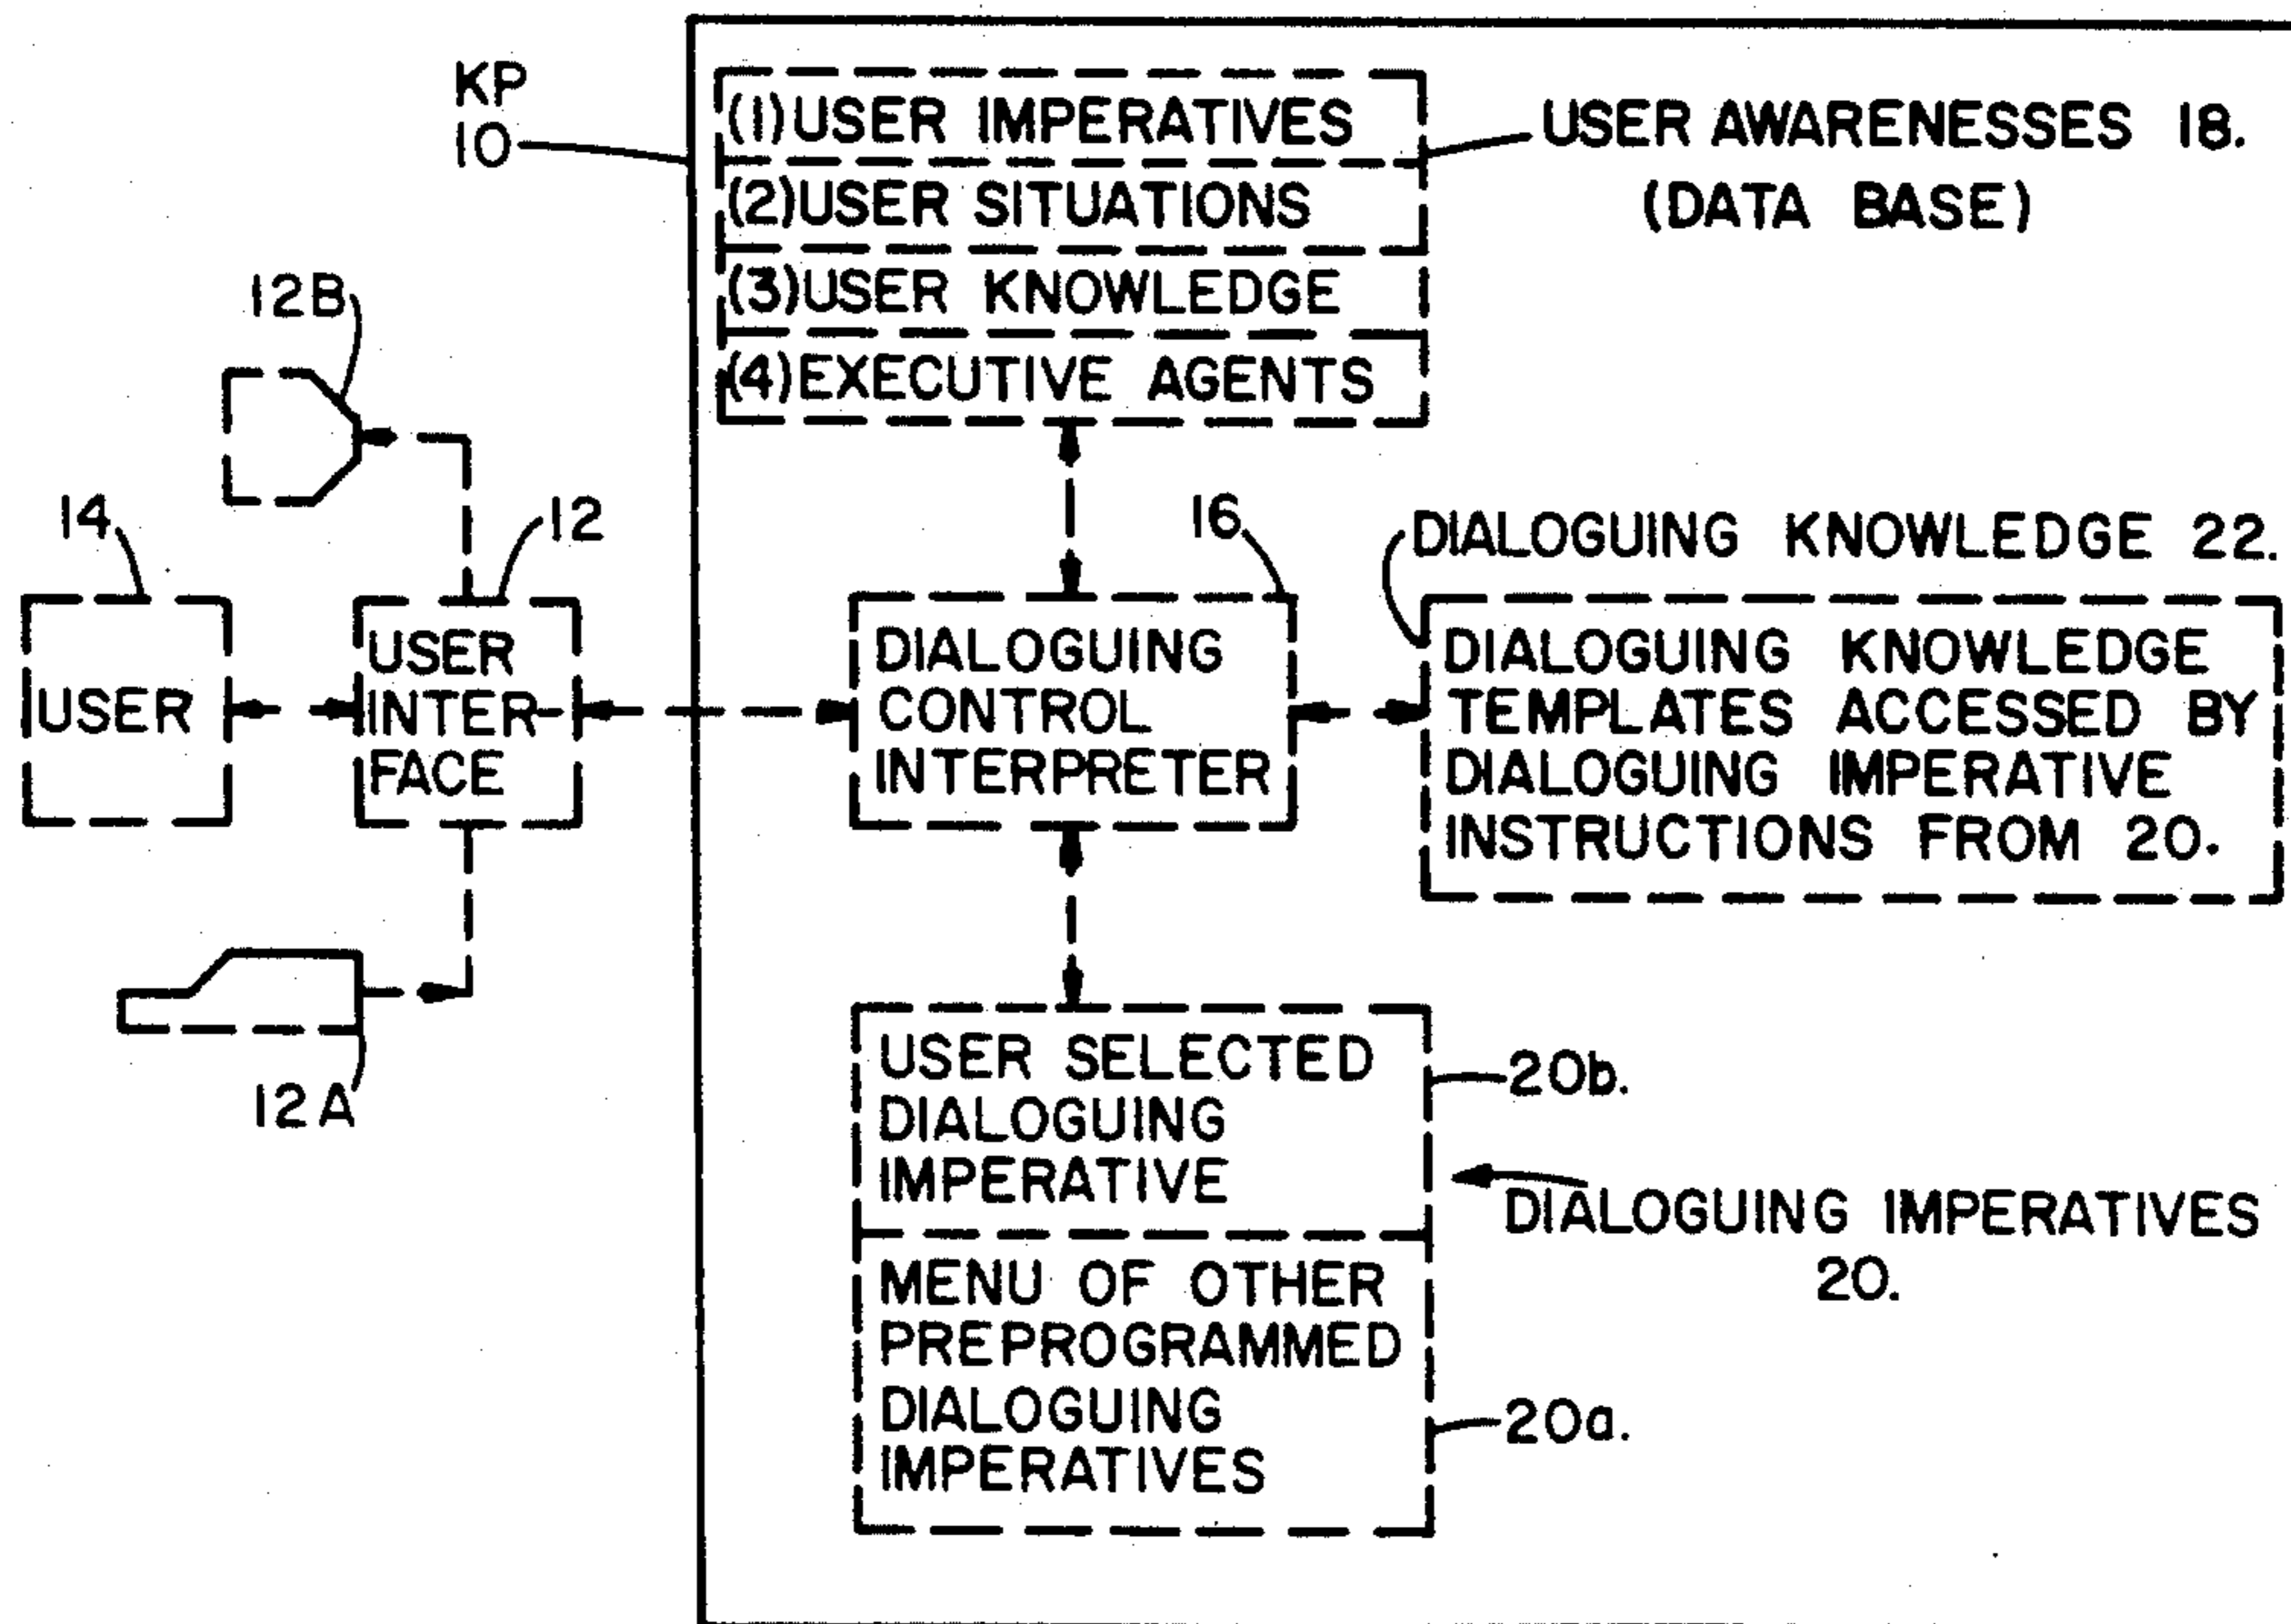 KP
10
(1) USER IMPERATIVES
(2) USER SITUATIONS
(3) USER KNOWLEDGE
(4) EXECUTIVE AGENTS
USER AWARENESSES 18.
(DATA BASE)
12B
14
12
16
DIALOGUING KNOWLEDGE 22.
USER
USER
INTER-
FACE
DIALOGUING
CONTROL
INTERPRETER
DIALOGUING KNOWLEDGE
TEMPLATES ACCESSED BY
DIALOGUING IMPERATIVE
INSTRUCTIONS FROM 20.
12A
USER SELECTED
DIALOGUING
IMPERATIVE
20b.
DIALOGUING IMPERATIVES
20.
MENU OF OTHER
PREPROGRAMMED
DIALOGUING
IMPERATIVES
20a.